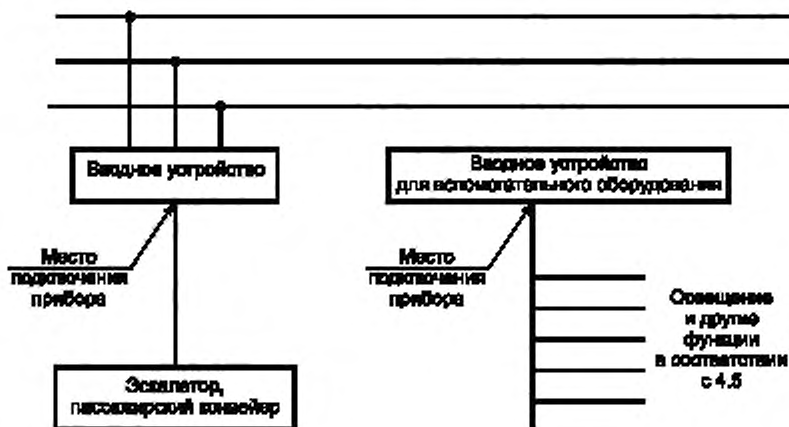 Вводное устройство
Вводное устройство
для вспомогательного оборудования
Место
подключения
прибора
Место
подключения
прибора
Освещение
и другие
функции
в соответствии
с 4.5
Эскалатор,
пассажирский конвейер